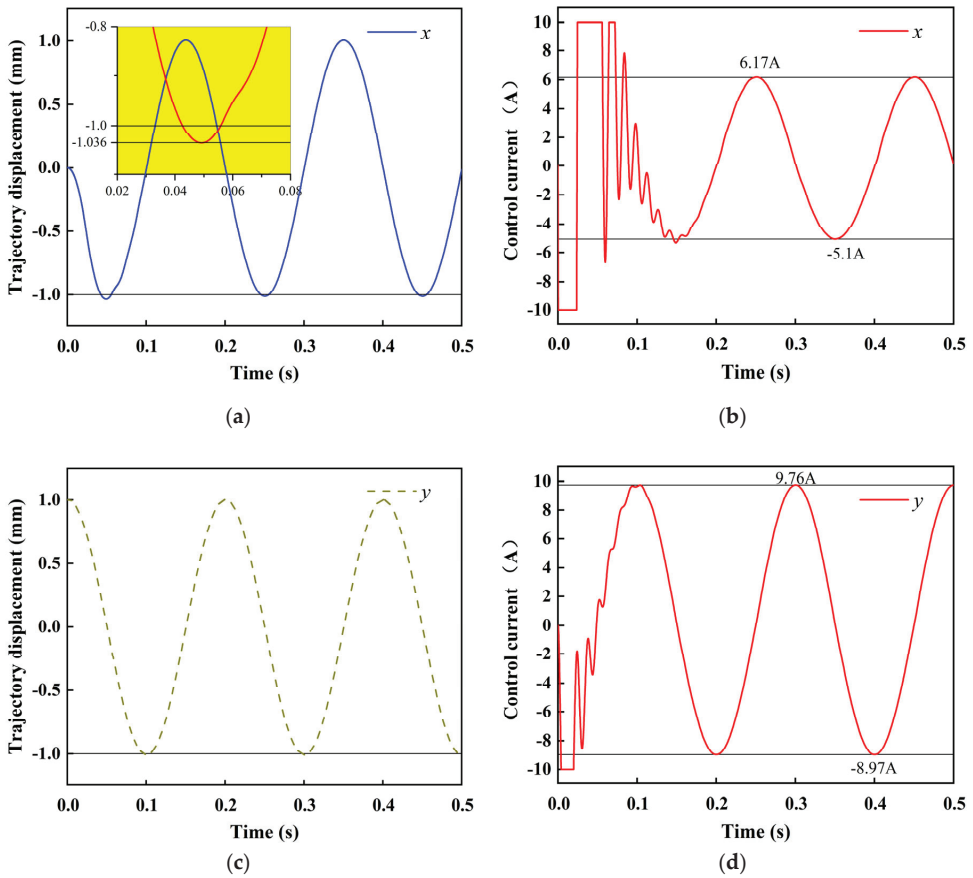 x
1.0
0.5
0.0
-0.5
-1.0
-0.8
-1.0
-1.036
0.02 0.04 0.06 0.08
Trajectory displacement (mm)
0.0 0.1 0.2 0.3 0.4 0.5
Time (s)
(a)
x
10
8
6
4
2
0
-2
-4
-6
-8
-10
6.17A
-5.1A
Control current （A）
0.0 0.1 0.2 0.3 0.4 0.5
Time (s)
(b)
y
1.0
0.5
0.0
-0.5
-1.0
Trajectory displacement (mm)
0.0 0.1 0.2 0.3 0.4 0.5
Time (s)
(c)
9.76A
y
10
8
6
4
2
0
-2
-4
-6
-8
-10
-8.97A
Control current （A）
0.0 0.1 0.2 0.3 0.4 0.5
Time (s)
(d)